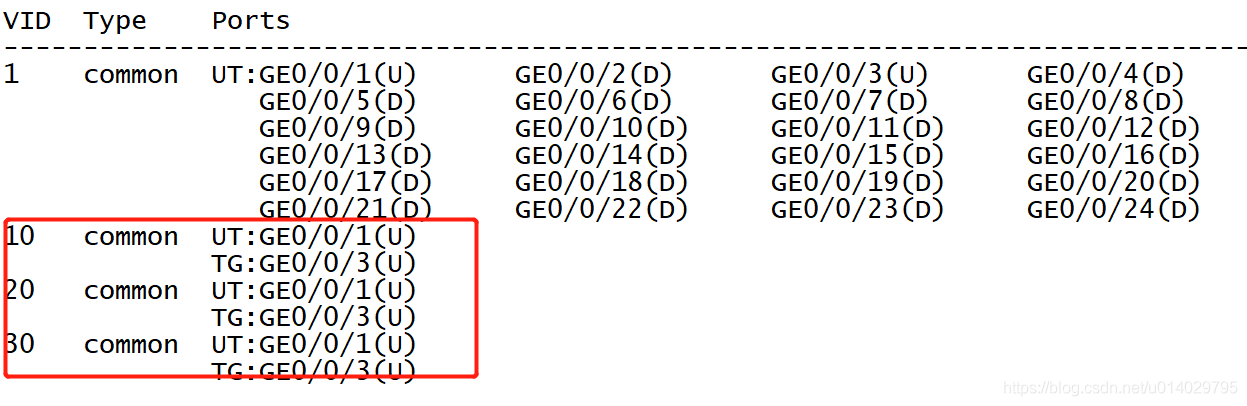 VID  Type    Ports
--------------------------------------------------------------------------------
1    common  UT:GE0/0/1(U)      GE0/0/2(D)      GE0/0/3(U)      GE0/0/4(D)
                GE0/0/5(D)      GE0/0/6(D)      GE0/0/7(D)      GE0/0/8(D)
                GE0/0/9(D)      GE0/0/10(D)     GE0/0/11(D)     GE0/0/12(D)
                GE0/0/13(D)     GE0/0/14(D)     GE0/0/15(D)     GE0/0/16(D)
                GE0/0/17(D)     GE0/0/18(D)     GE0/0/19(D)     GE0/0/20(D)
                GE0/0/21(D)     GE0/0/22(D)     GE0/0/23(D)     GE0/0/24(D)
10   common  UT:GE0/0/1(U)
             TG:GE0/0/3(U)
20   common  UT:GE0/0/1(U)
             TG:GE0/0/3(U)
30   common  UT:GE0/0/1(U)
             TG:GE0/0/3(U)
https://blog.csdn.net/u014029795